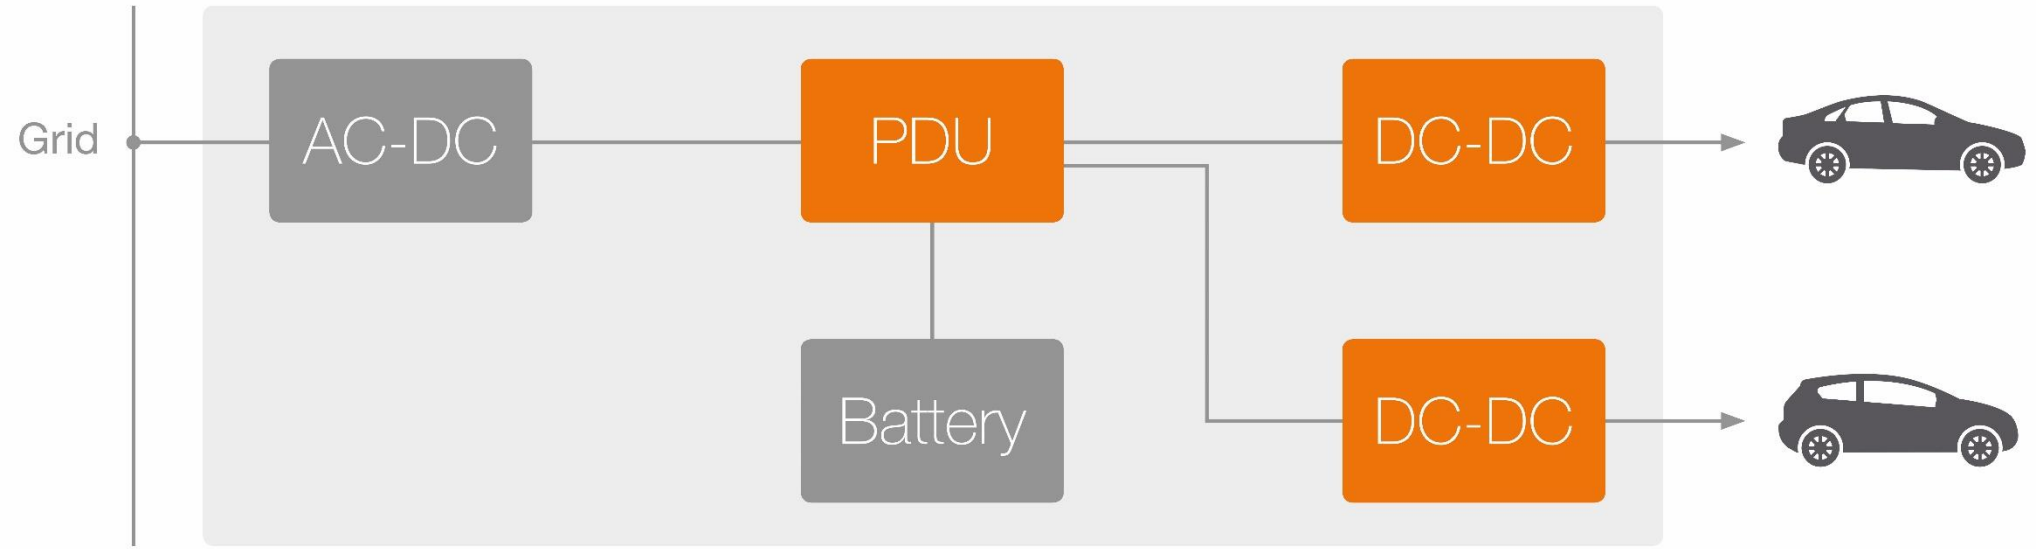 Grid
AC-DC
PDU
DC-DC
Battery
DC-DC